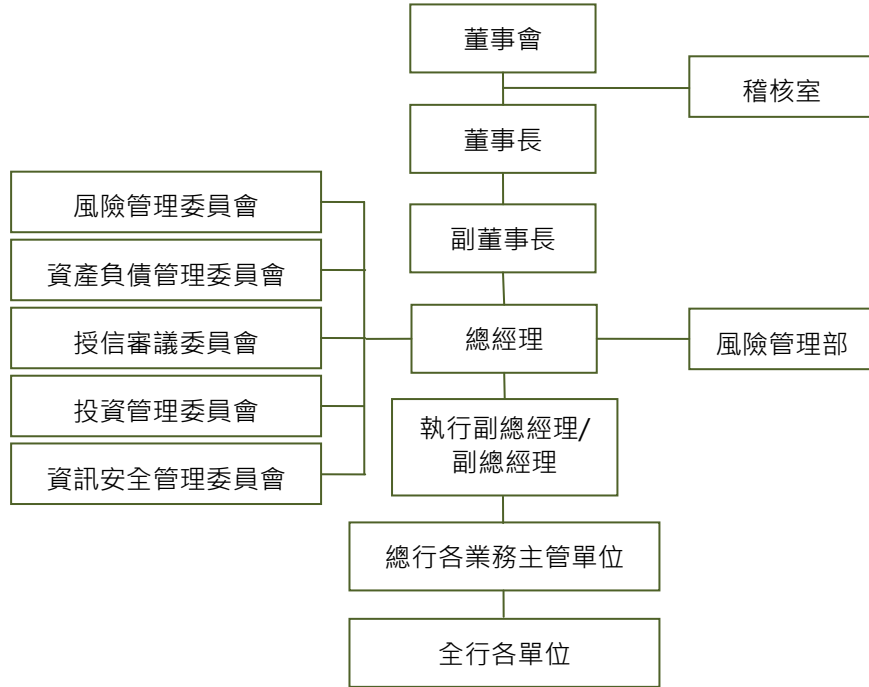 董事會
稽核室
董事長
風險管理委員會
副董事長
資產負債管理委員會
授信審議委員會
總經理
風險管理部
投資管理委員會
執行副總經理/
副總經理
資訊安全管理委員會
總行各業務主管單位
全行各單位